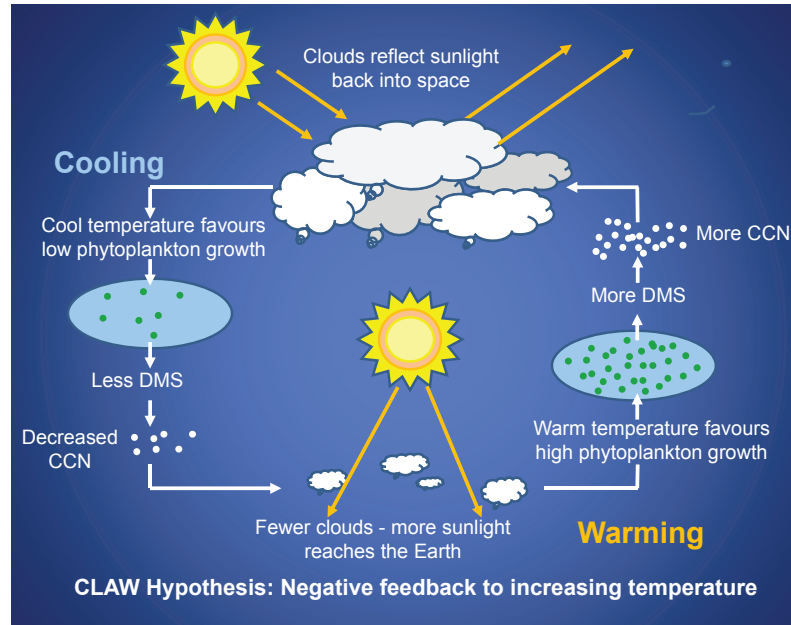 Clouds reflect sunlight
back into space
Cooling
Cool temperature favours
low phytoplankton growth
Less DMS
Decreased
CCN
Fewer clouds - more sunlight
reaches the Earth
Warming
Warm temperature favours
high phytoplankton growth
More DMS
More CCN
CLAW Hypothesis: Negative feedback to increasing temperature